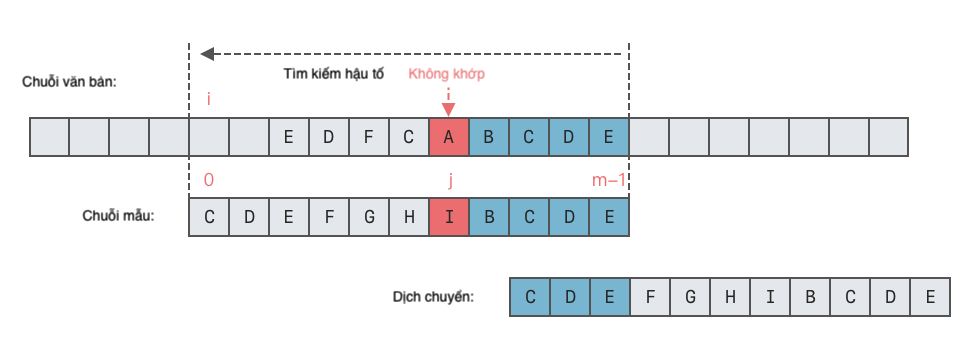 Tìm kiếm hậu tố Không khớp
Chuỗi văn bản:
i
E D F C A B C D E
0 j m–1
Chuỗi mẫu: C D E F G H I B C D E
Dịch chuyển: C D E F G H I B C D E